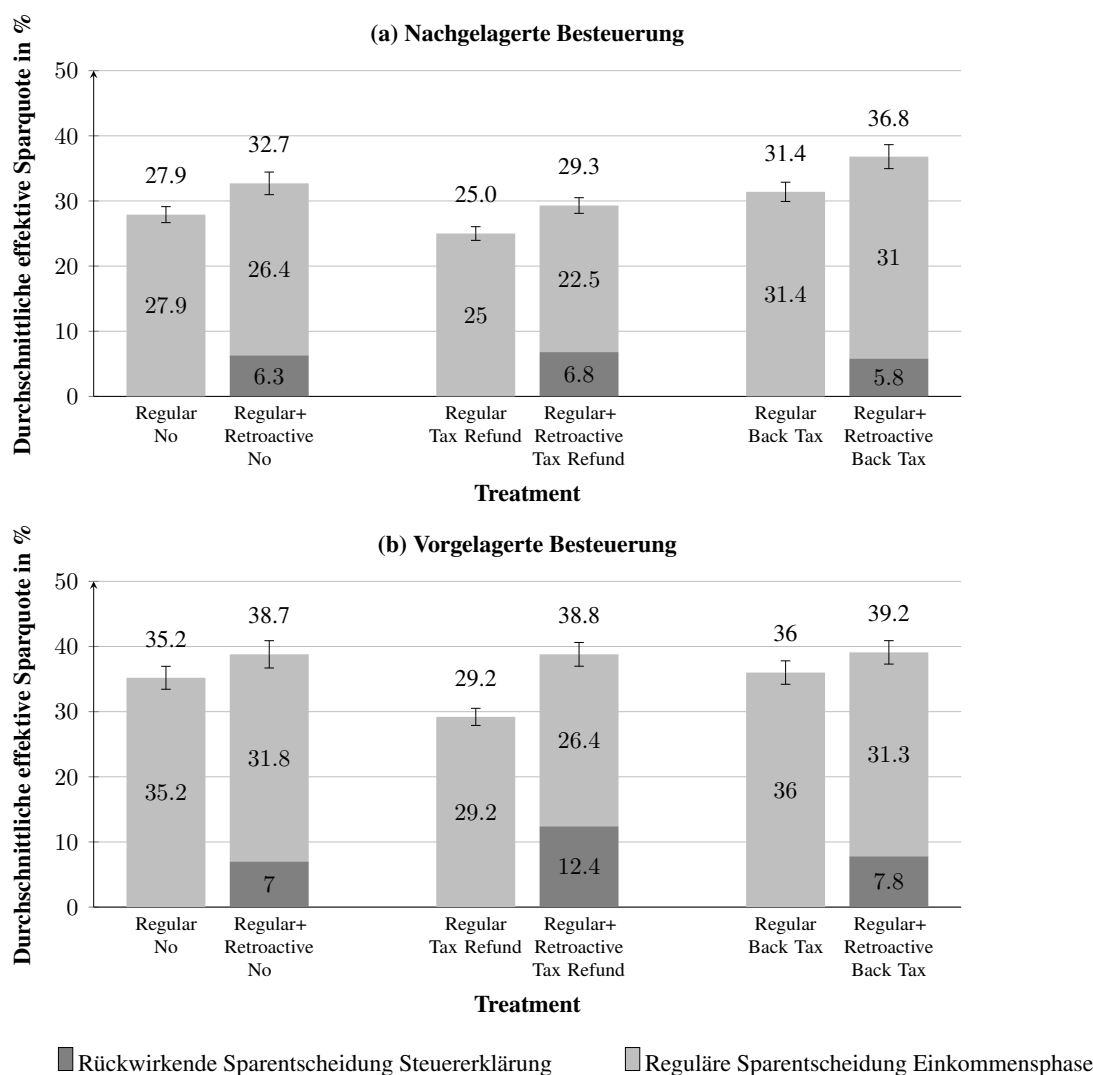 (a) Nachgelagerte Besteuerung
Durchschnittliche effektive Sparquote in %
50
40
30
20
10
0
27.9
32.7
25.0
29.3
31.4
36.8
27.9
26.4
25
22.5
31.4
31
6.3
6.8
5.8
Regular
No
Regular+
Retroactive
No
Regular
Tax Refund
Regular+
Retroactive
Tax Refund
Regular
Back Tax
Regular+
Retroactive
Back Tax
Treatment
(b) Vorgelagerte Besteuerung
Durchschnittliche effektive Sparquote in %
50
40
30
20
10
0
35.2
38.7
29.2
38.8
36
39.2
35.2
31.8
29.2
26.4
36
31.3
7
12.4
7.8
Regular
No
Regular+
Retroactive
No
Regular
Tax Refund
Regular+
Retroactive
Tax Refund
Regular
Back Tax
Regular+
Retroactive
Back Tax
Treatment
Rückwirkende Sparentscheidung Steuererklärung
Reguläre Sparentscheidung Einkommensphase